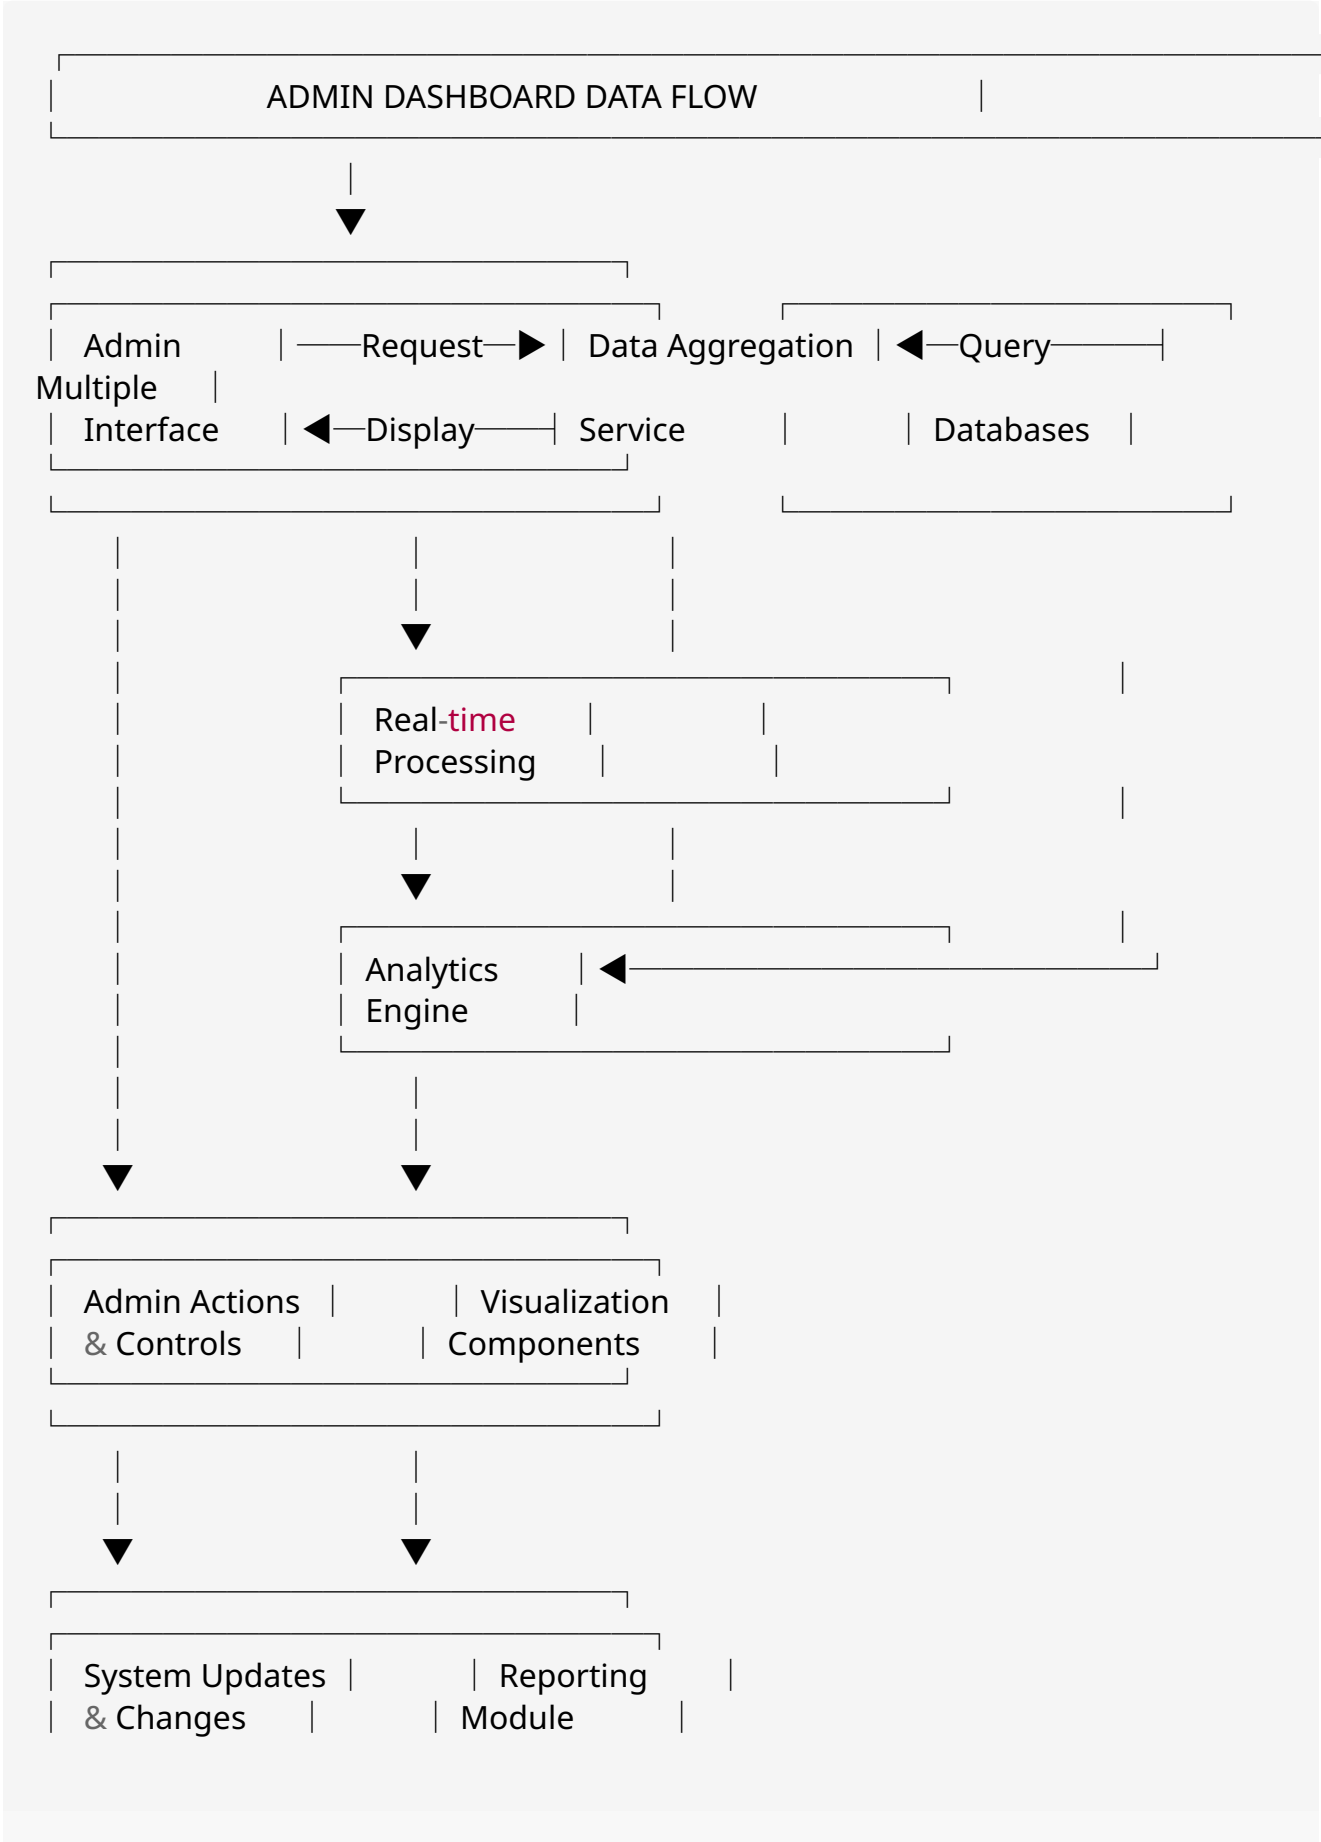 ADMIN DASHBOARD DATA FLOW
Admin Request Data Aggregation Query
Multiple
Interface Display Service Databases
Real-time
Processing
Analytics
Engine
Admin Actions Visualization
& Controls Components
System Updates Reporting
& Changes Module